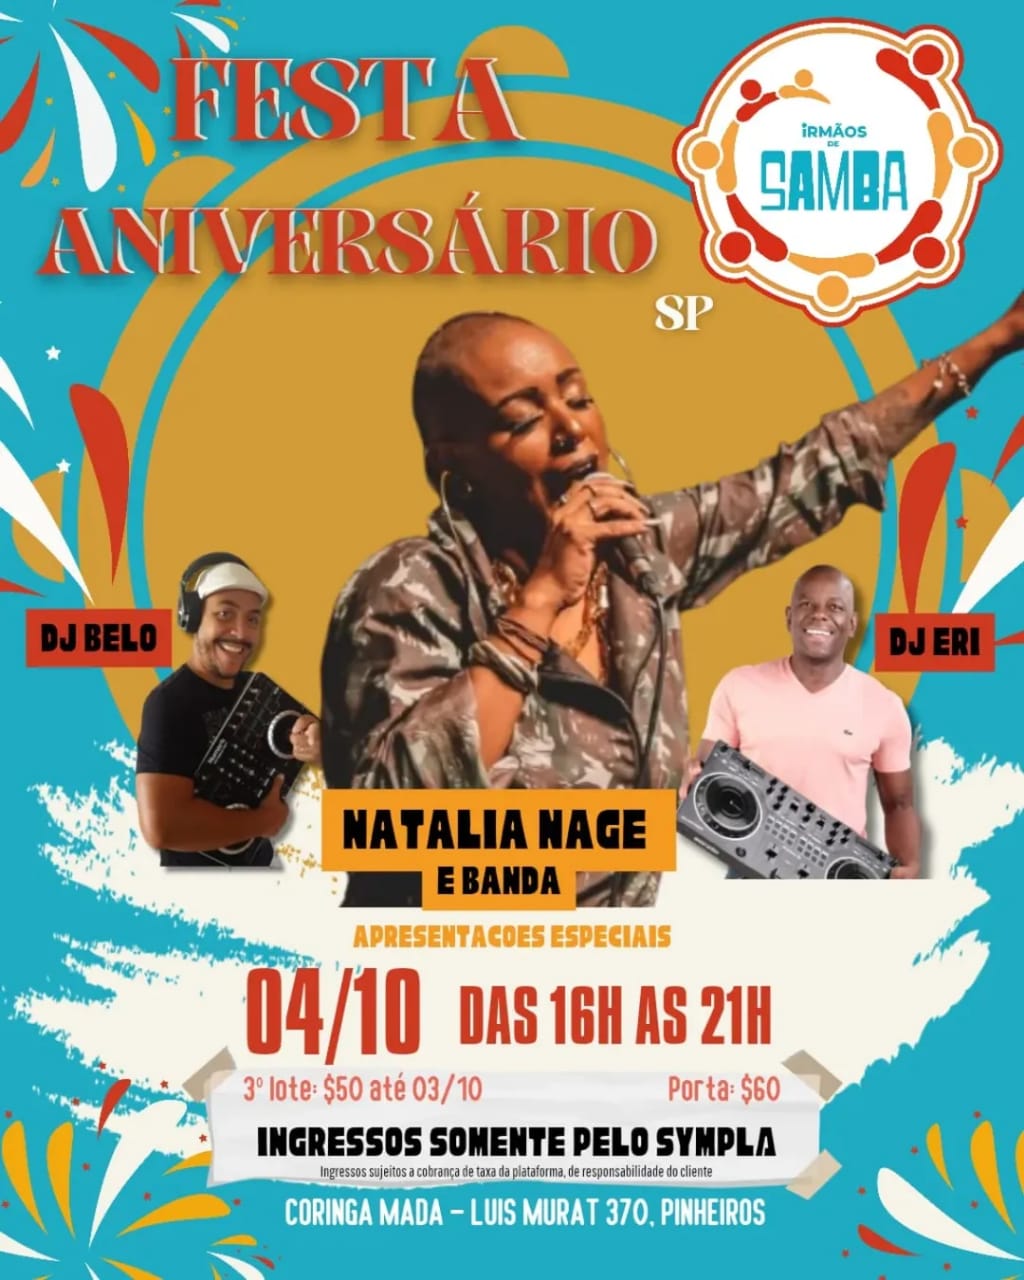 FESTA
ANIVERSÁRIO
SP
iRMÃOS
DE
SAMBA
DJ BELO
DJ ERI
NATALIA NAGE
E BANDA
APRESENTACOES ESPECIAIS
04/10 DAS 16H AS 21H
3º lote: $50 até 03/10 Porta: $60
INGRESSOS SOMENTE PELO SYMPLA
Ingressos sujeitos a cobrança de taxa da plataforma, de responsabilidade do cliente
CORINGA MADA – LUIS MURAT 370, PINHEIROS